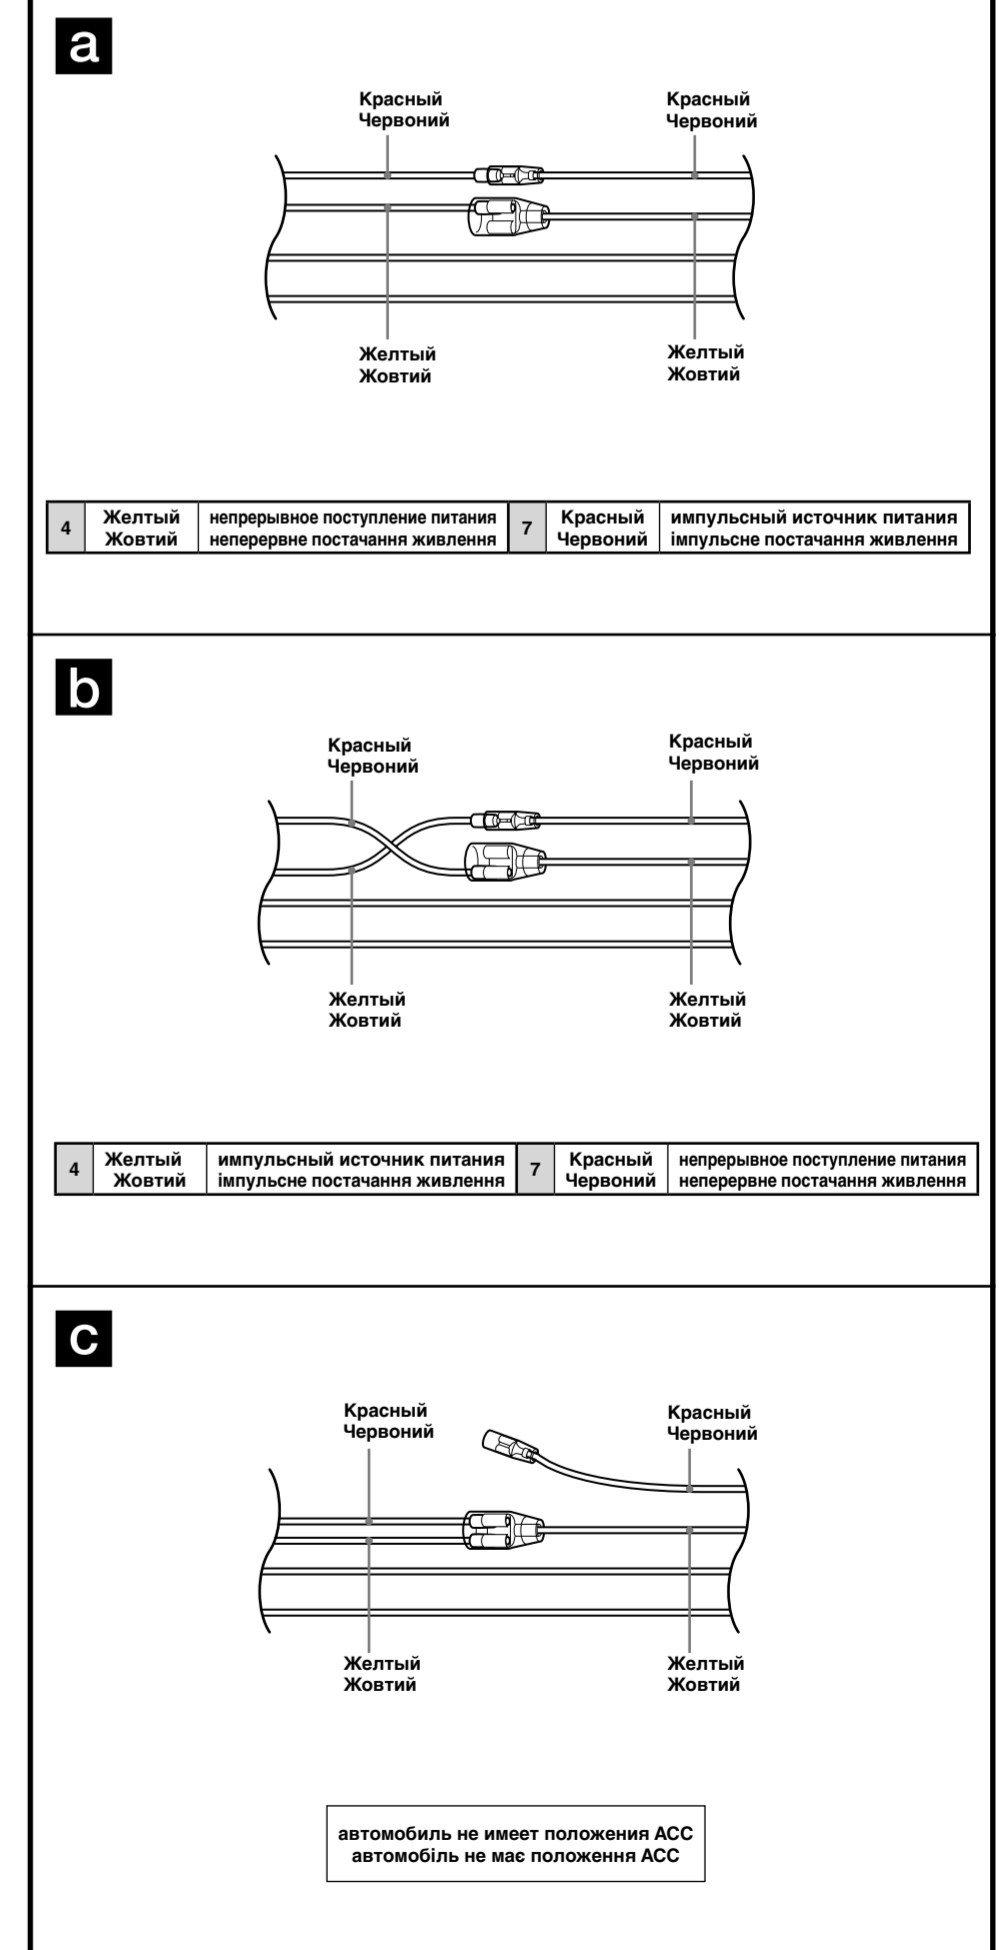 a
Красный
Червоний
Красный
Червоний
Желтый
Жовтий
Желтый
Жовтий
4 Желтый непрерывное поступление питания 7 Красный импульсный источник питания
Жовтий неперервне постачання живлення Червоний імпульсне постачання живлення
b
Красный
Червоний
Красный
Червоний
Желтый
Жовтий
Желтый
Жовтий
4 Желтый импульсный источник питания 7 Красный непрерывное поступление питания
Жовтий імпульсне постачання живлення Червоний неперервне постачання живлення
c
Красный
Червоний
Красный
Червоний
Желтый
Жовтий
Желтый
Жовтий
автомобиль не имеет положения ACC
автомобіль не має положення ACC